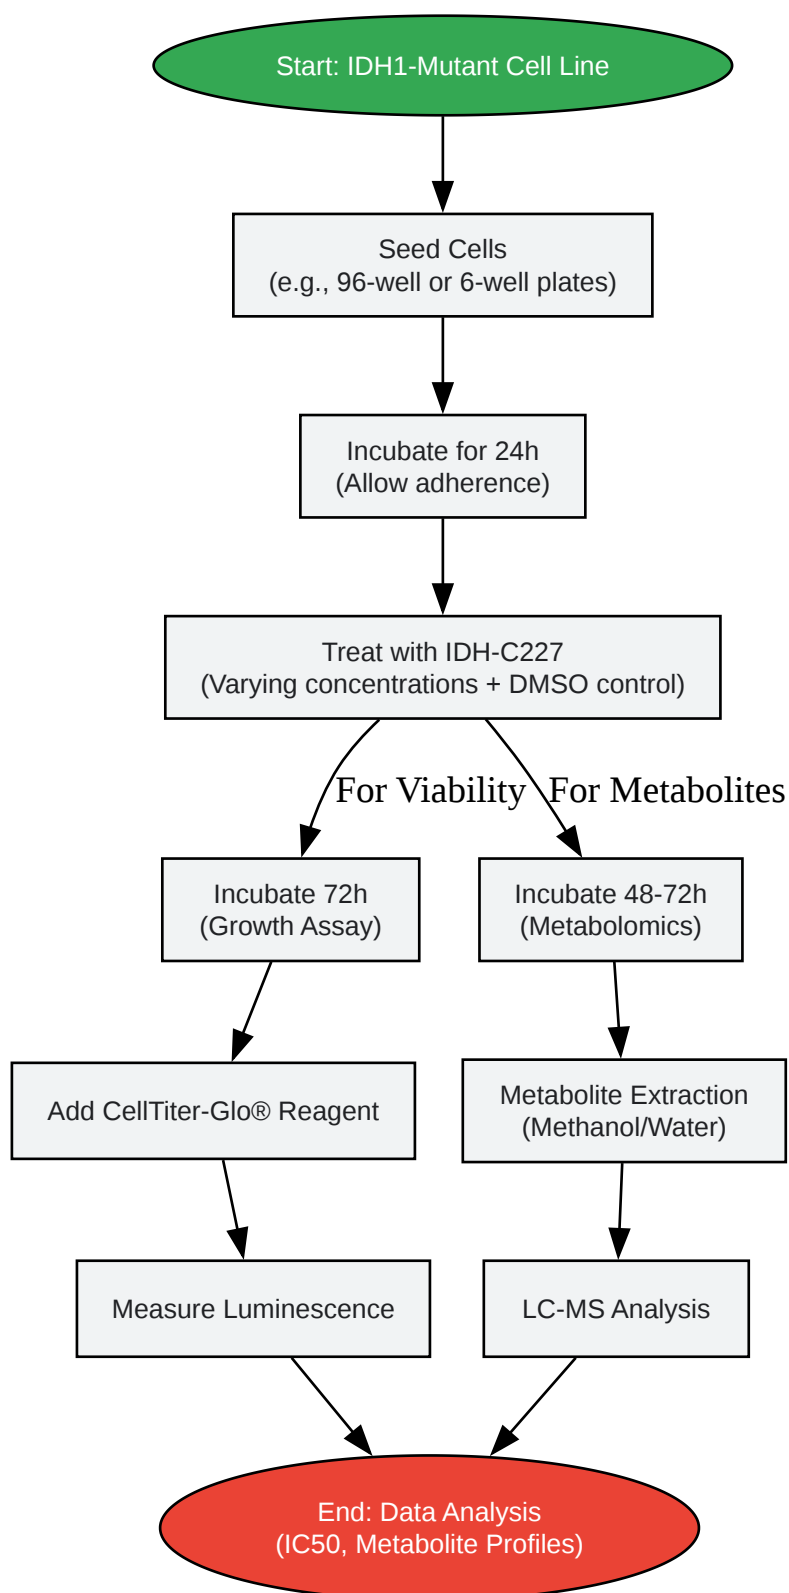 Start: IDH1-Mutant Cell Line
Seed Cells
(e.g., 96-well or 6-well plates)
Incubate for 24h
(Allow adherence)
Treat with IDH-C227
(Varying concentrations + DMSO control)
For Viability
For Metabolites
Incubate 72h
(Growth Assay)
Incubate 48-72h
(Metabolomics)
Add CellTiter-Glo® Reagent
Metabolite Extraction
(Methanol/Water)
Measure Luminescence
LC-MS Analysis
End: Data Analysis
(IC50, Metabolite Profiles)